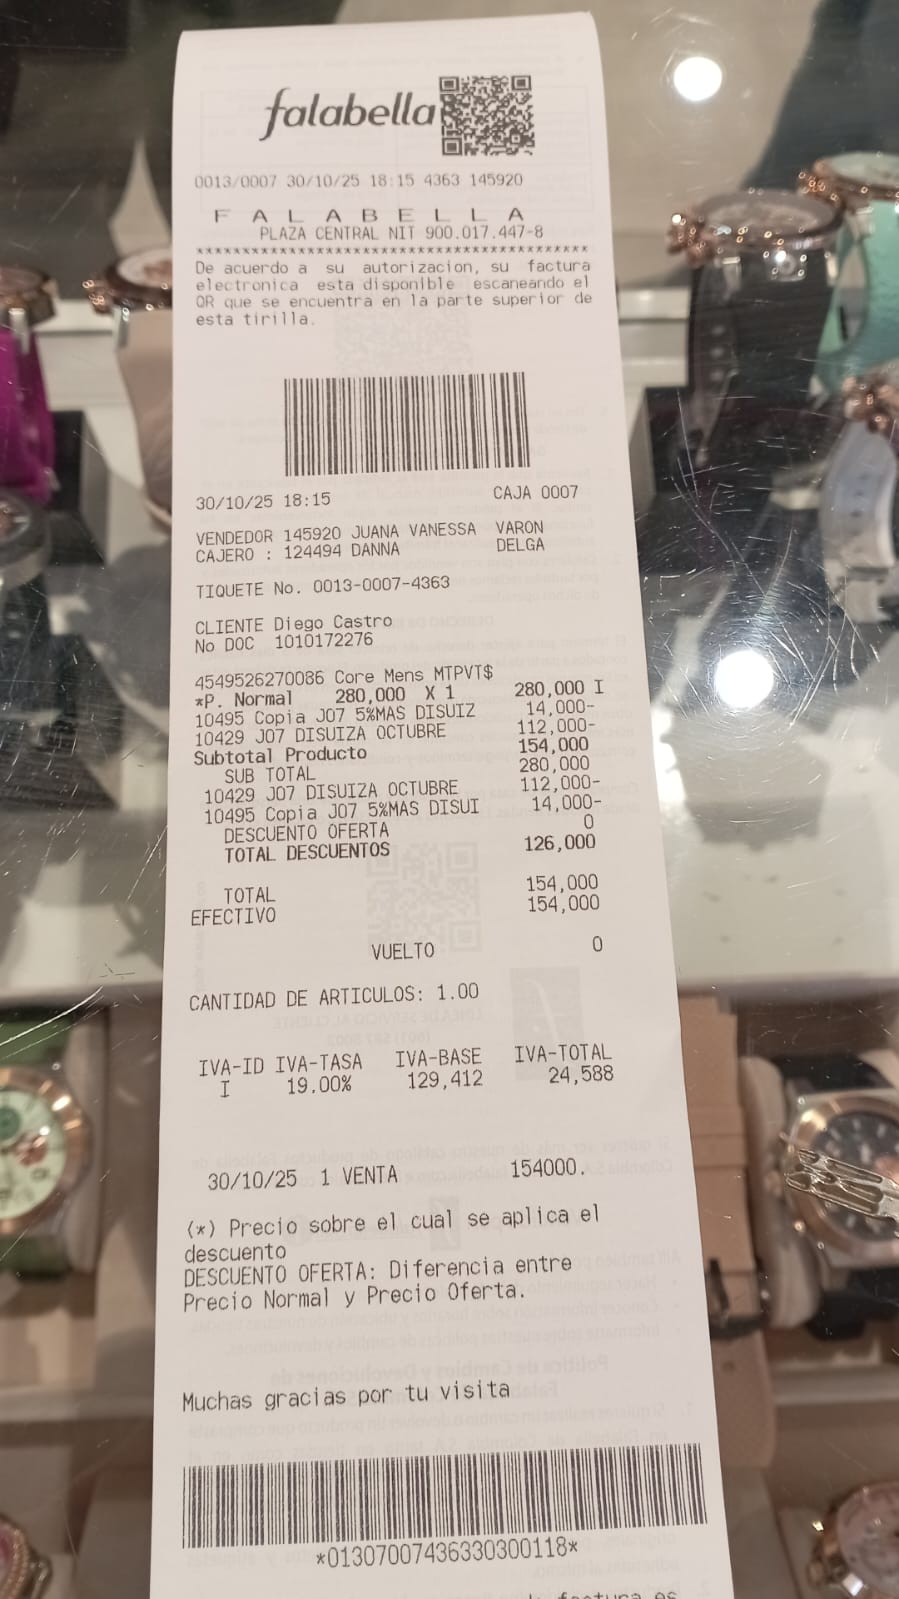 falabella
0013/0007 30/10/25 18:15 4363 145920
F A L A B E L L A
PLAZA CENTRAL NIT 900.017.447-8
******************************************
De acuerdo a su autorizacion, su factura
electronica esta disponible escaneando el
QR que se encuentra en la parte superior de
esta tirilla.
30/10/25 18:15 CAJA 0007
VENDEDOR 145920 JUANA VANESSA VARON
CAJERO : 124494 DANNA DELGA
TIQUETE No. 0013-0007-4363
CLIENTE Diego Castro
No DOC 1010172276
4549526270086 Core Mens MTPVT$
*P. Normal 280,000 X 1 280,000 I
10495 Copia J07 5%MAS DISUIZ 14,000-
10429 J07 DISUIZA OCTUBRE 112,000-
Subtotal Producto 154,000
SUB TOTAL 280,000
10429 J07 DISUIZA OCTUBRE 112,000-
10495 Copia J07 5%MAS DISUI 14,000-
DESCUENTO OFERTA 0
TOTAL DESCUENTOS 126,000
TOTAL 154,000
EFECTIVO 154,000
VUELTO 0
CANTIDAD DE ARTICULOS: 1.00
IVA-ID IVA-TASA IVA-BASE IVA-TOTAL
I 19.00% 129,412 24,588
30/10/25 1 VENTA 154000.
(*) Precio sobre el cual se aplica el
descuento
DESCUENTO OFERTA: Diferencia entre
Precio Normal y Precio Oferta.
Muchas gracias por tu visita
*01307007436330300118*